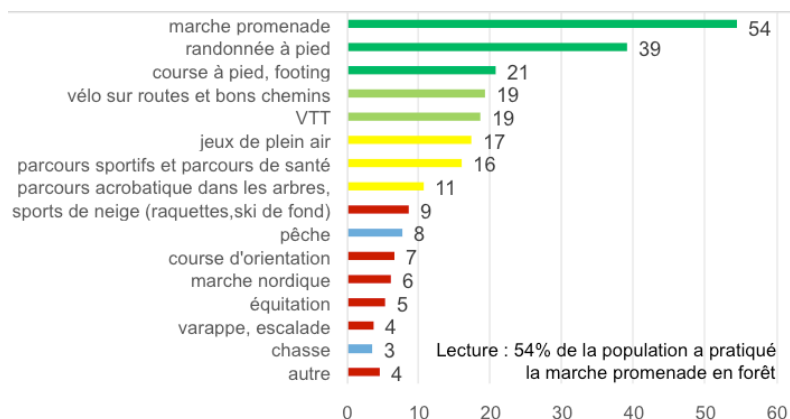 marche promenade 54
randonnée à pied 39
course à pied, footing 21
vélo sur routes et bons chemins 19
VTT 19
jeux de plein air 17
parcours sportifs et parcours de santé 16
parcours acrobatique dans les arbres, 11
sports de neige (raquettes,ski de fond) 9
pêche 8
course d'orientation 7
marche nordique 6
équitation 5
varappe, escalade 4
chasse 3
autre 4
Lecture : 54% de la population a pratiqué
la marche promenade en forêt
0 10 20 30 40 50 60